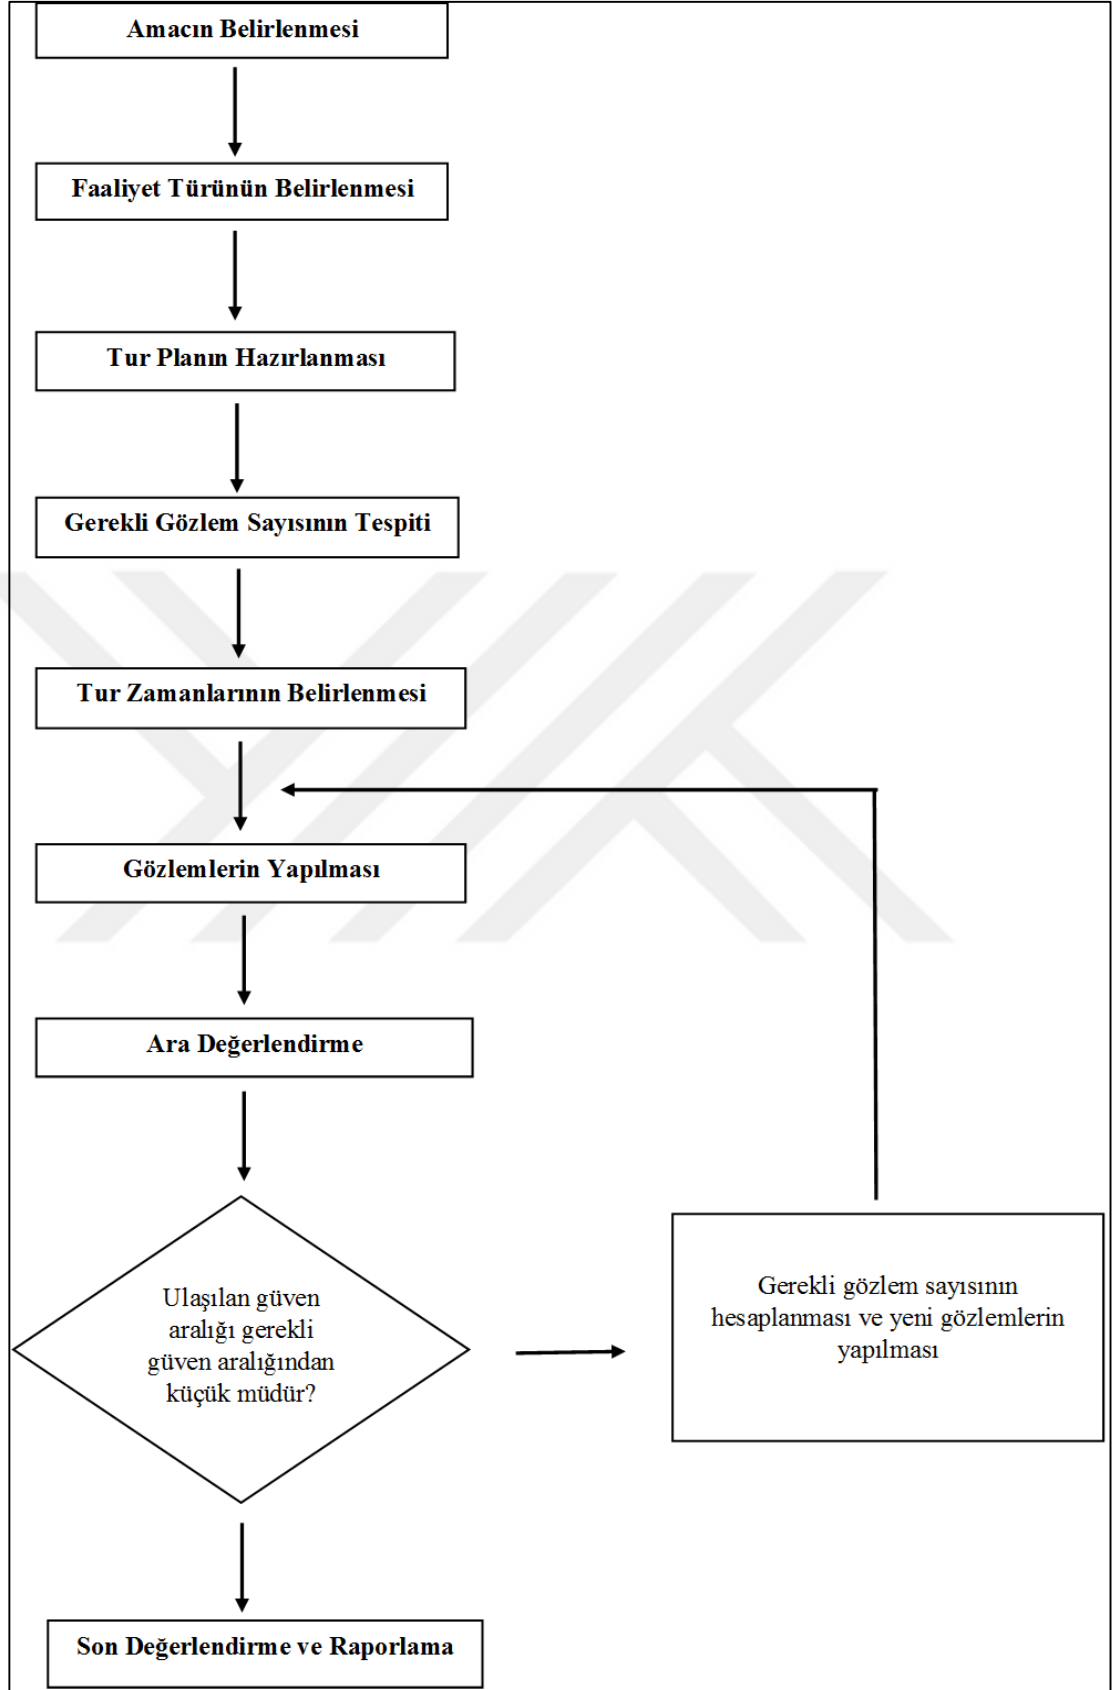 Amacın Belirlenmesi
Faaliyet Türünün Belirlenmesi
Tur Planın Hazırlanması
Gerekli Gözlem Sayısının Tespiti
Tur Zamanlarının Belirlenmesi
Gözlemlerin Yapılması
Ara Değerlendirme
Ulaşılan güven
aralığı gerekli
güven aralığından
küçük müdür?
Gerekli gözlem sayısının
hesaplanması ve yeni gözlemlerin
yapılması
Son Değerlendirme ve Raporlama